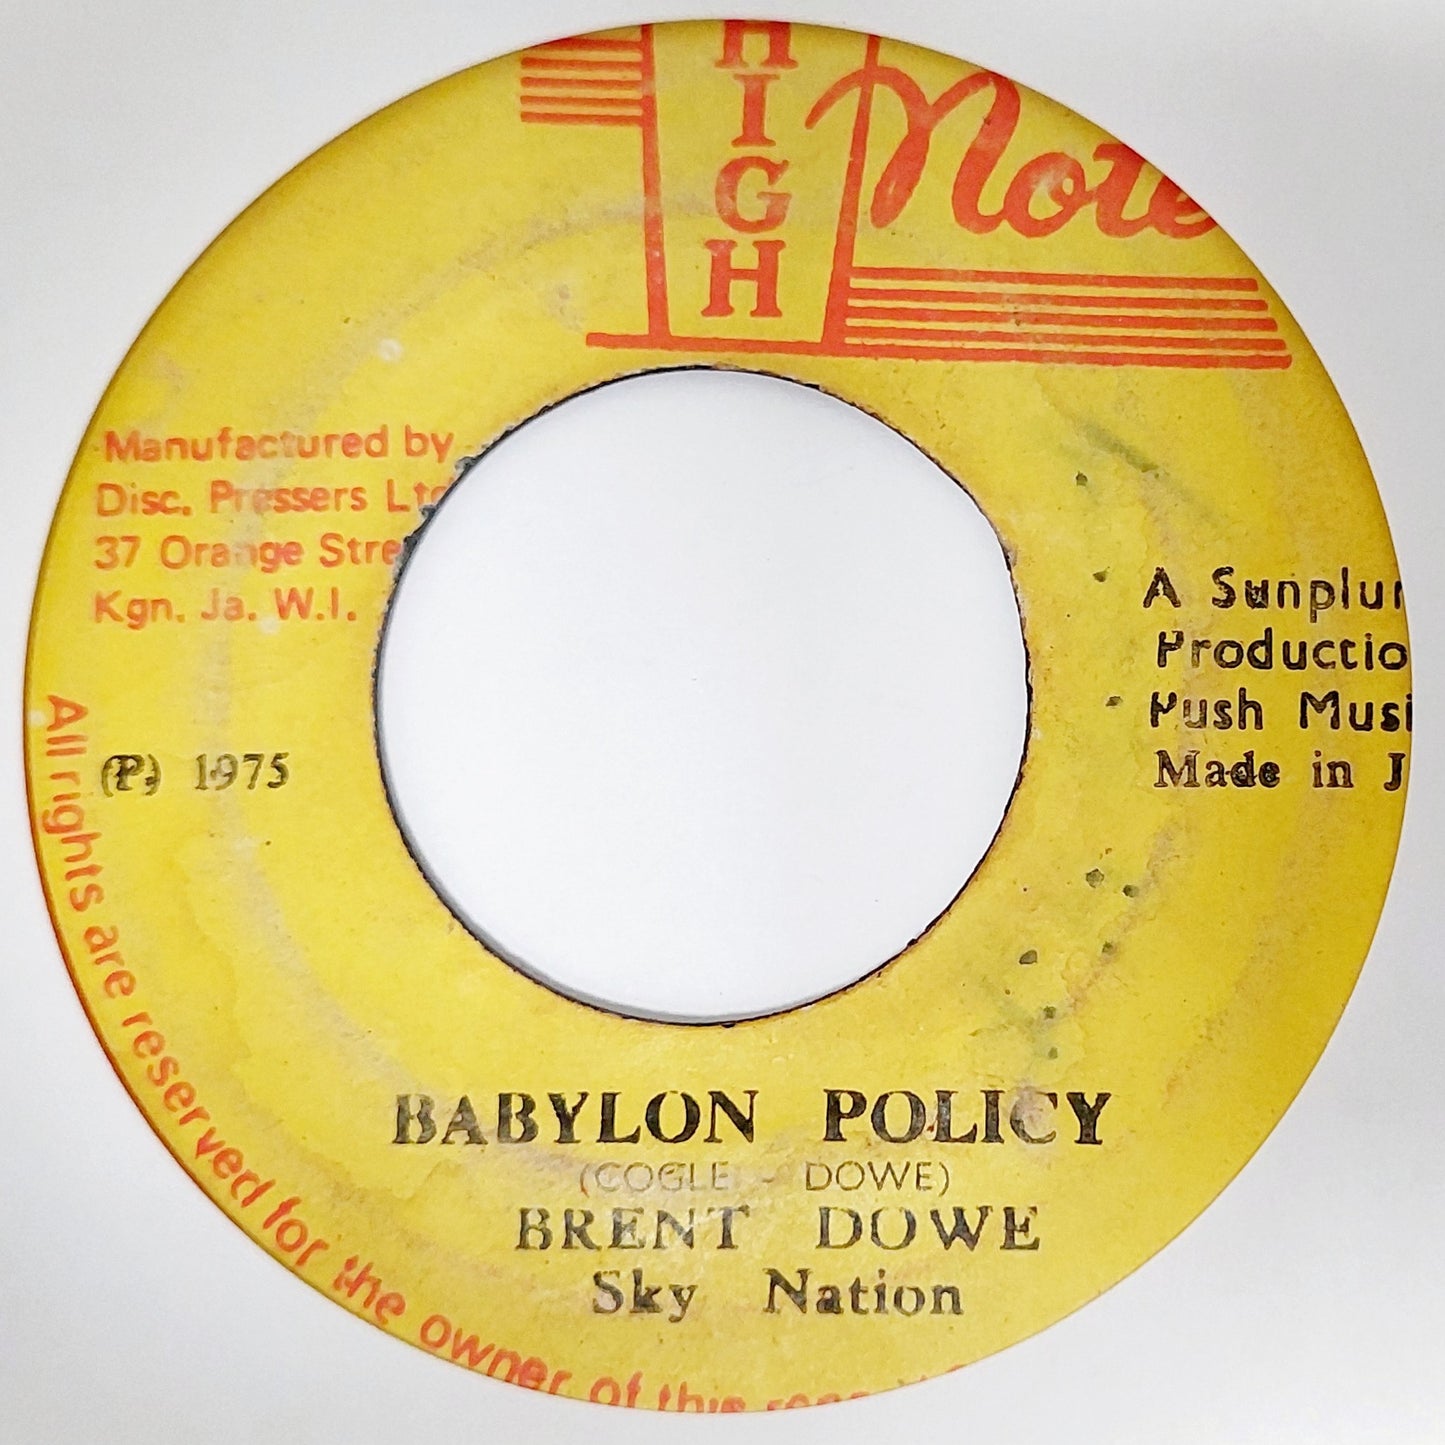 HIGH Note
Manufactured by
Disc. Pressers Ltd
37 Orange Stre
Kgn. Ja. W.I.
A Sunplum
Productio
Push Musi
Made in J
(P) 1975
BABYLON POLICY
(COGLE - DOWE)
BRENT DOWE
Sky Nation
All rights are reserved for the owner of this